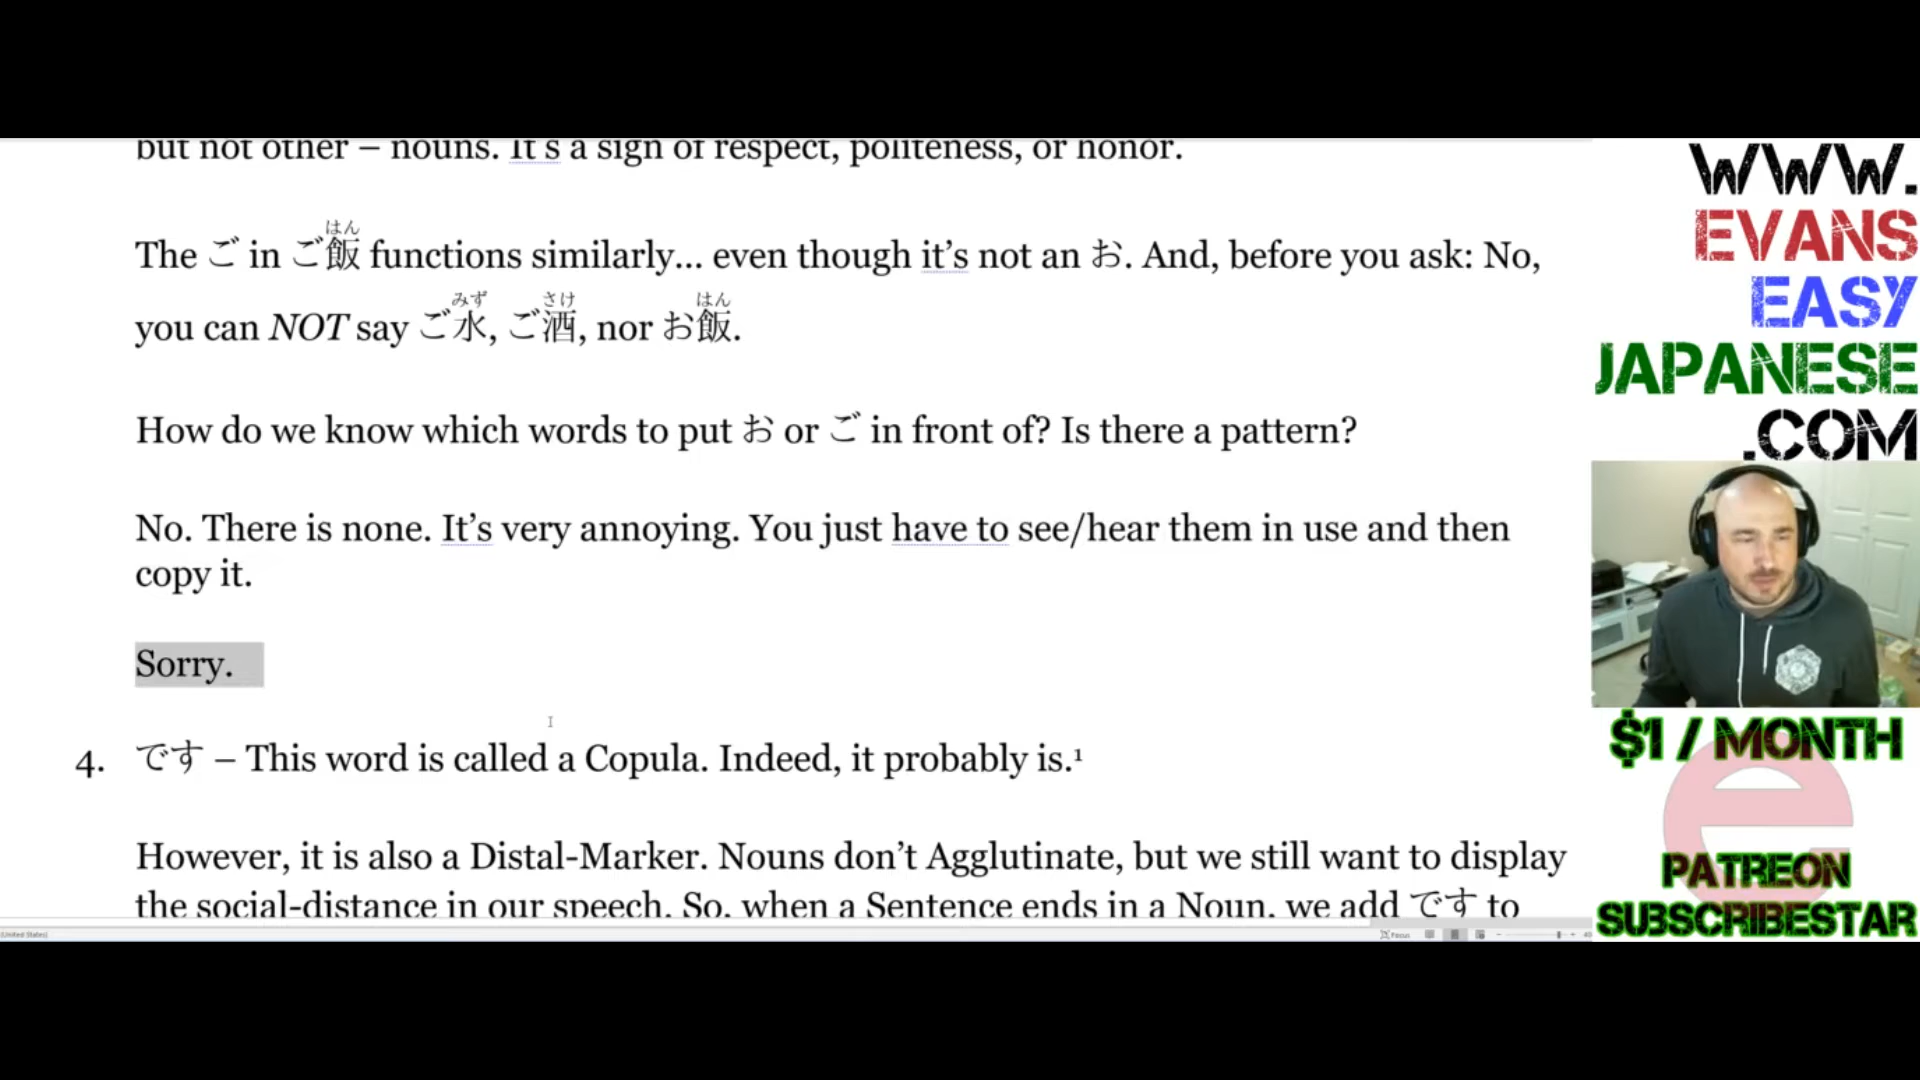 but not other – nouns. It's a sign of respect, politeness, or honor.
はん
The ご in ご飯 functions similarly... even though it's not an お. And, before you ask: No,
みず さけ はん
you can NOT say ご水, ご酒, nor お飯.
How do we know which words to put お or ご in front of? Is there a pattern?
No. There is none. It's very annoying. You just have to see/hear them in use and then
copy it.
Sorry.
4. です – This word is called a Copula. Indeed, it probably is.¹
However, it is also a Distal-Marker. Nouns don't Agglutinate, but we still want to display
the social-distance in our speech. So, when a Sentence ends in a Noun, we add です to
(United States)
Focus
WWW.
EVANS
EASY
JAPANESE
.COM
$1 / MONTH
e
PATREON
SUBSCRIBESTAR